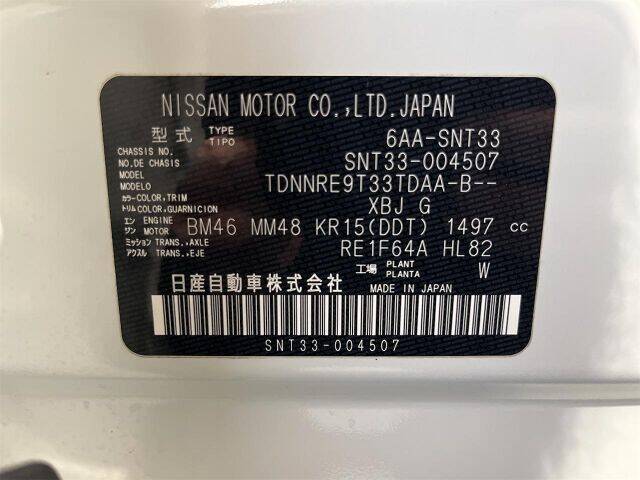 NISSAN MOTOR CO.,LTD.JAPAN
型式 TYPE TIPO 6AA-SNT33
CHASSIS NO. NO.DE CHASIS SNT33-004507
MODEL MODELO TDNNRE9T33TDAA-B--
カラー COLOR,TRIM トリム COLOR,GUARNICION XBJ G
エン ENGINE ジン MOTOR BM46 MM48 KR15(DDT) 1497 cc
ミッション TRANS.,AXLE アクスル TRANS.,EJE RE1F64A HL82
工場 PLANT PLANTA W
日産自動車株式会社 MADE IN JAPAN
SNT33-004507